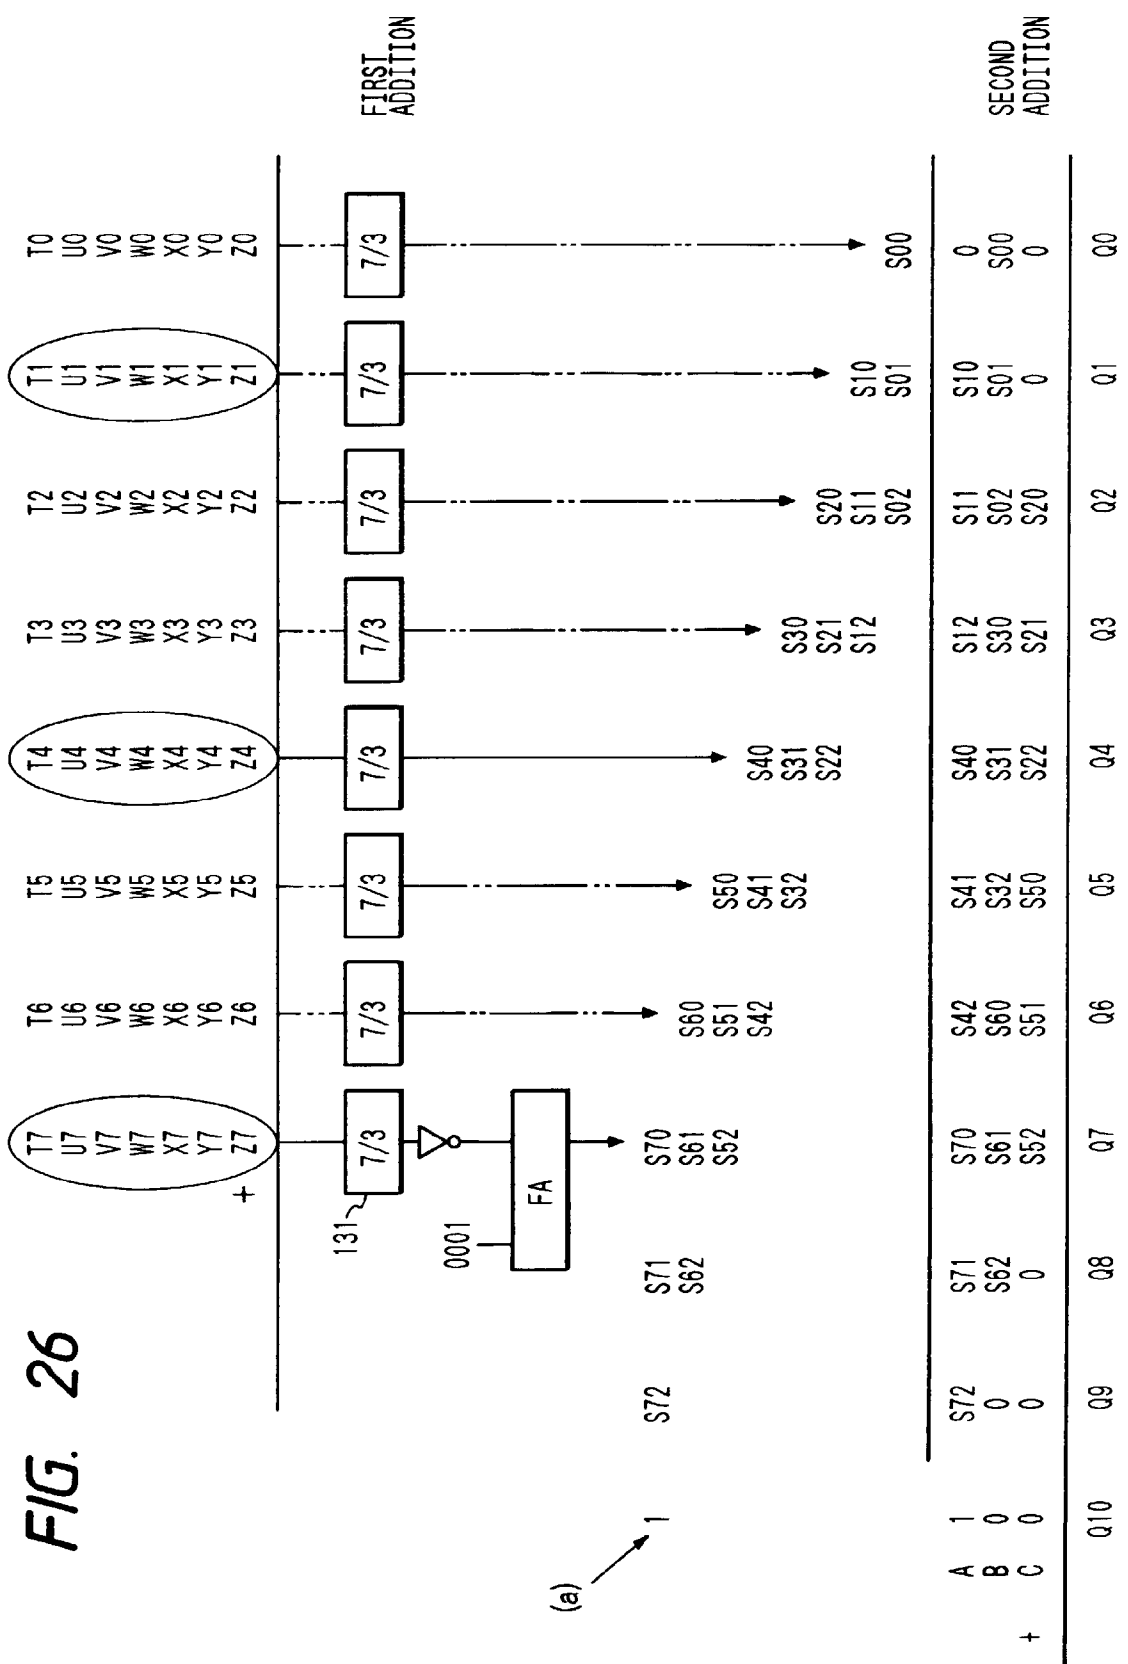 FIG. 26
T7 T6 T5 T4 T3 T2 T1 T0
U7 U6 U5 U4 U3 U2 U1 U0
V7 V6 V5 V4 V3 V2 V1 V0
W7 W6 W5 W4 W3 W2 W1 W0
X7 X6 X5 X4 X3 X2 X1 X0
Y7 Y6 Y5 Y4 Y3 Y2 Y1 Y0
+ Z7 Z6 Z5 Z4 Z3 Z2 Z1 Z0
131
7/3 7/3 7/3 7/3 7/3 7/3 7/3 7/3
FIRST
ADDITION
0001
FA
(a)
1 S72 S71 S70
S62 S61 S60
S52 S51 S50
S42 S41 S40
S32 S31 S30
S22 S21 S20
S12 S11 S10
S02 S01 S00
A 1 S72 S71 S70 S42 S41 S40 S12 S11 S10 0
B 0 0 S62 S61 S60 S32 S31 S30 S02 S01 S00
+ C 0 0 0 S52 S51 S50 S22 S21 S20 0 0
SECOND
ADDITION
Q10 Q9 Q8 Q7 Q6 Q5 Q4 Q3 Q2 Q1 Q0